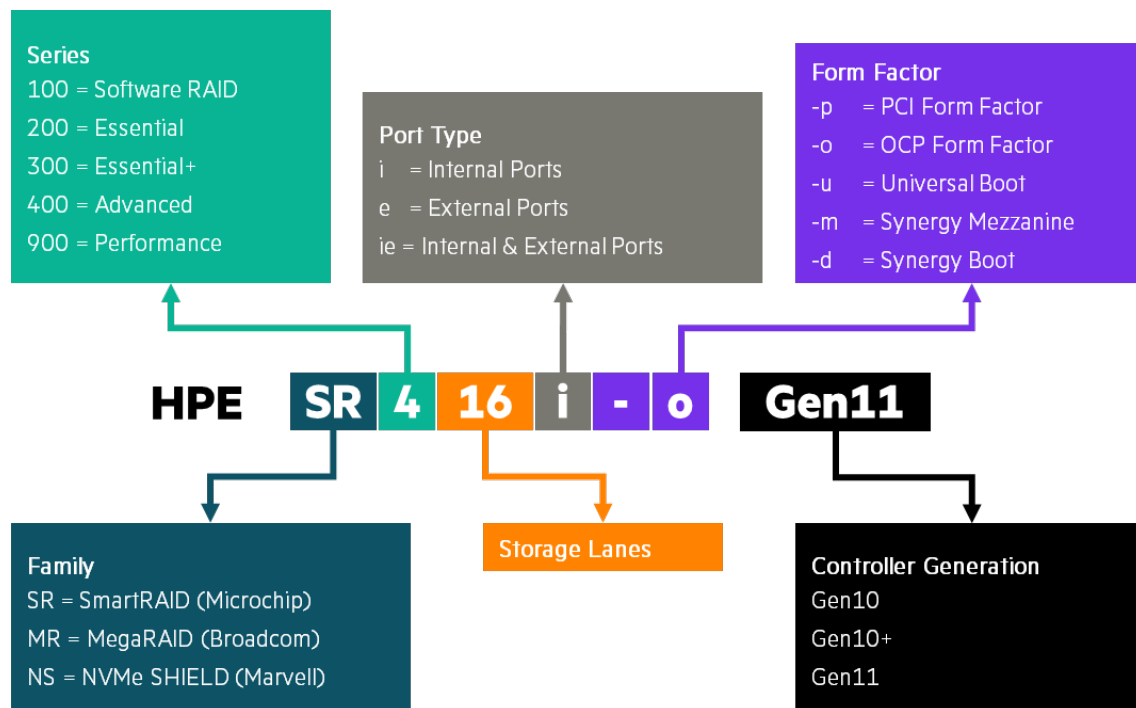 Series
100 = Software RAID
200 = Essential
300 = Essential+
400 = Advanced
900 = Performance
Port Type
i = Internal Ports
e = External Ports
ie = Internal & External Ports
Form Factor
-p = PCI Form Factor
-o = OCP Form Factor
-u = Universal Boot
-m = Synergy Mezzanine
-d = Synergy Boot
HPE SR 4 16 i - o Gen11
Family
SR = SmartRAID (Microchip)
MR = MegaRAID (Broadcom)
NS = NVMe SHIELD (Marvell)
Storage Lanes
Controller Generation
Gen10
Gen10+
Gen11